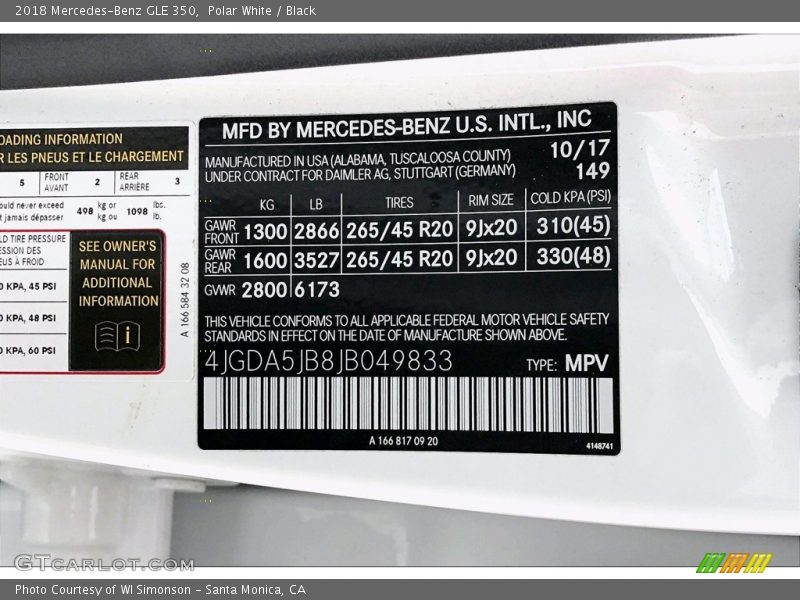 2018 Mercedes-Benz GLE 350, Polar White / Black
OADING INFORMATION
R LES PNEUS ET LE CHARGEMENT
5 FRONT AVANT 2 REAR ARRIÈRE 3
ould never exceed
t jamais dépasser 498 kg or kg ou 1098 lbs. lb.
LD TIRE PRESSURE
ESSION DES
EUS À FROID
0 KPA, 45 PSI
0 KPA, 48 PSI
0 KPA, 60 PSI
SEE OWNER'S
MANUAL FOR
ADDITIONAL
INFORMATION
i
A 166 584 32 08
MFD BY MERCEDES-BENZ U.S. INTL., INC
MANUFACTURED IN USA (ALABAMA, TUSCALOOSA COUNTY) 10/17
UNDER CONTRACT FOR DAIMLER AG, STUTTGART (GERMANY) 149
KG LB TIRES RIM SIZE COLD KPA (PSI)
GAWR FRONT 1300 2866 265/45 R20 9Jx20 310(45)
GAWR REAR 1600 3527 265/45 R20 9Jx20 330(48)
GVWR 2800 6173
THIS VEHICLE CONFORMS TO ALL APPLICABLE FEDERAL MOTOR VEHICLE SAFETY
STANDARDS IN EFFECT ON THE DATE OF MANUFACTURE SHOWN ABOVE.
4JGDA5JB8JB049833 TYPE: MPV
A 166 817 09 20
4148741
GTCARLOT.COM
Photo Courtesy of WI Simonson - Santa Monica, CA